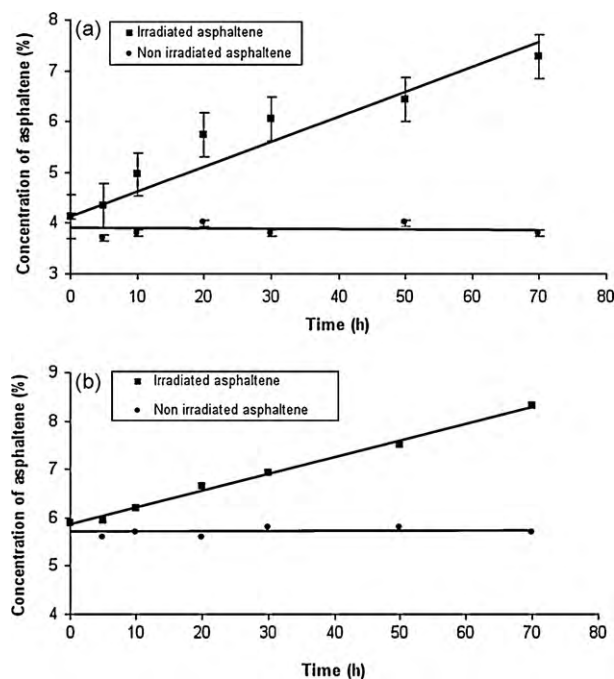 (a)
Irradiated asphaltene
Non irradiated asphaltene
Concentration of asphaltene (%)
8
7
6
5
4
3
0 10 20 30 40 50 60 70 80
Time (h)
(b)
Irradiated asphaltene
Non irradiated asphaltene
Concentration of asphaltene (%)
9
8
7
6
5
4
0 10 20 30 40 50 60 70 80
Time (h)